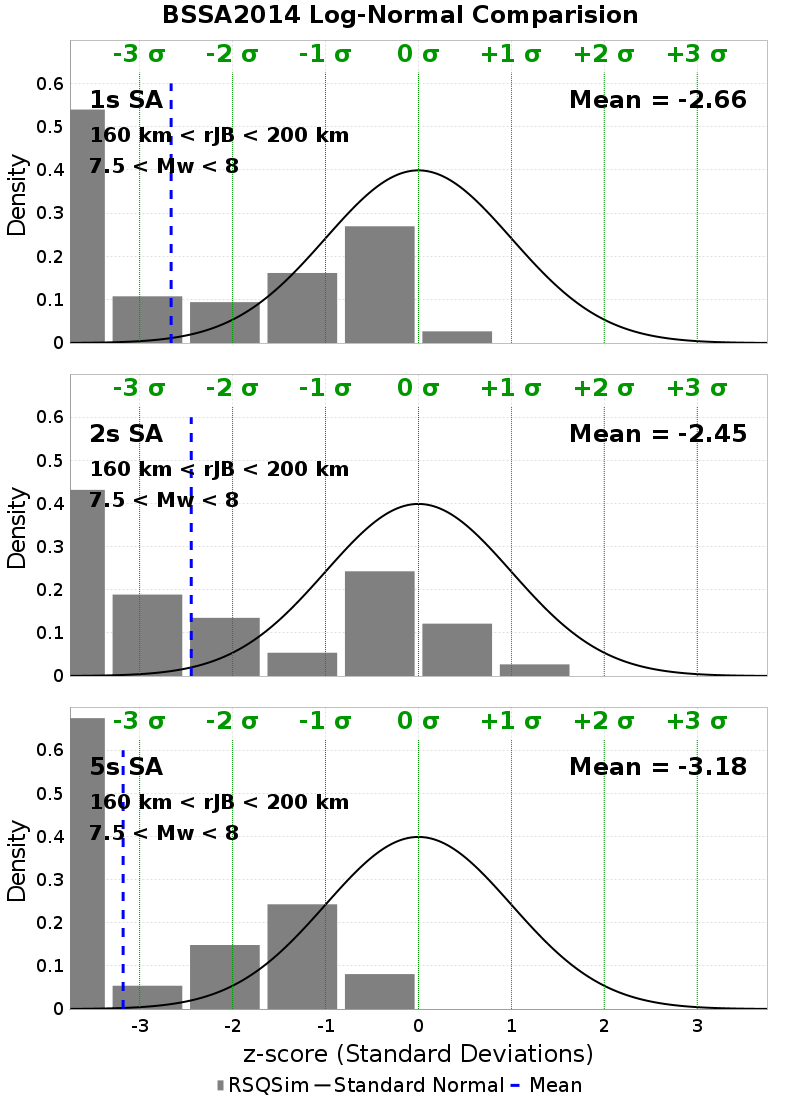 BSSA2014 Log-Normal Comparision
-3 σ -2 σ -1 σ 0 σ +1 σ +2 σ +3 σ
1s SA Mean = -2.66
160 km < rJB < 200 km
7.5 < Mw < 8
0.6
0.5
0.4
0.3
0.2
0.1
0
Density
-3 σ -2 σ -1 σ 0 σ +1 σ +2 σ +3 σ
2s SA Mean = -2.45
160 km < rJB < 200 km
7.5 < Mw < 8
0.6
0.5
0.4
0.3
0.2
0.1
0
Density
-3 σ -2 σ -1 σ 0 σ +1 σ +2 σ +3 σ
5s SA Mean = -3.18
160 km < rJB < 200 km
7.5 < Mw < 8
0.6
0.5
0.4
0.3
0.2
0.1
0
Density
-3 -2 -1 0 1 2 3
z-score (Standard Deviations)
RSQSim Standard Normal Mean